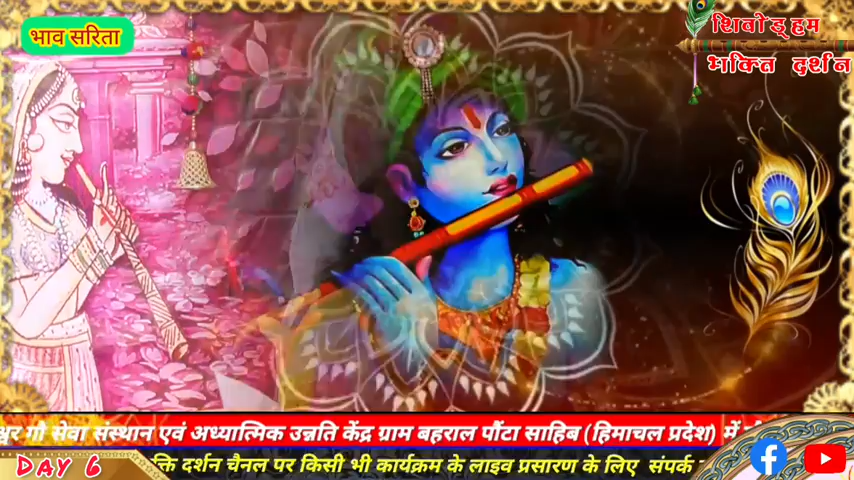 भाव सरिता
शिवोड्हम
भक्ति दर्शन
गौ सेवा संस्थान एवं अध्यात्मिक उन्नति केंद्र ग्राम बहराल पौंटा साहिब (हिमाचल प्रदेश) में
DAY 6
दर्शन चैनल पर किसी भी कार्यक्रम के लाइव प्रसारण के लिए संपर्क